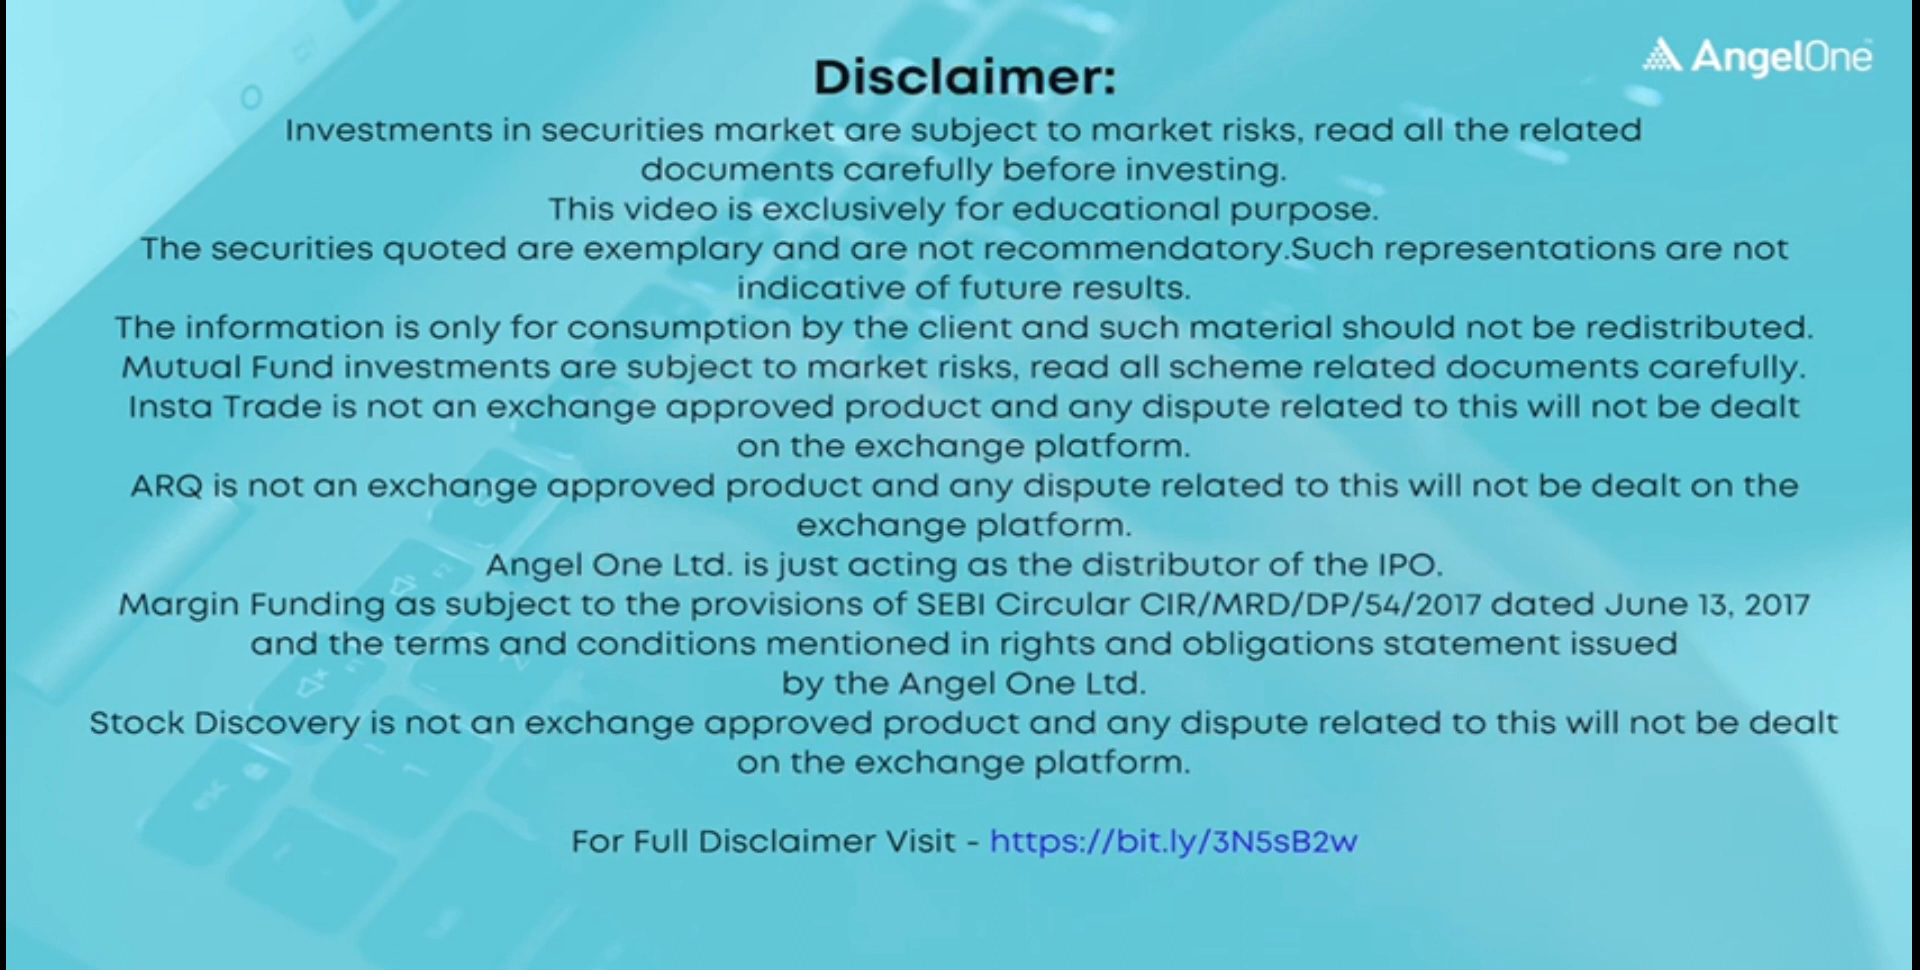 AngelOne
Disclaimer:
Investments in securities market are subject to market risks, read all the related
documents carefully before investing.
This video is exclusively for educational purpose.
The securities quoted are exemplary and are not recommendatory.Such representations are not
indicative of future results.
The information is only for consumption by the client and such material should not be redistributed.
Mutual Fund investments are subject to market risks, read all scheme related documents carefully.
Insta Trade is not an exchange approved product and any dispute related to this will not be dealt
on the exchange platform.
ARQ is not an exchange approved product and any dispute related to this will not be dealt on the
exchange platform.
Angel One Ltd. is just acting as the distributor of the IPO.
Margin Funding as subject to the provisions of SEBI Circular CIR/MRD/DP/54/2017 dated June 13, 2017
and the terms and conditions mentioned in rights and obligations statement issued
by the Angel One Ltd.
Stock Discovery is not an exchange approved product and any dispute related to this will not be dealt
on the exchange platform.
For Full Disclaimer Visit - https://bit.ly/3N5sB2w